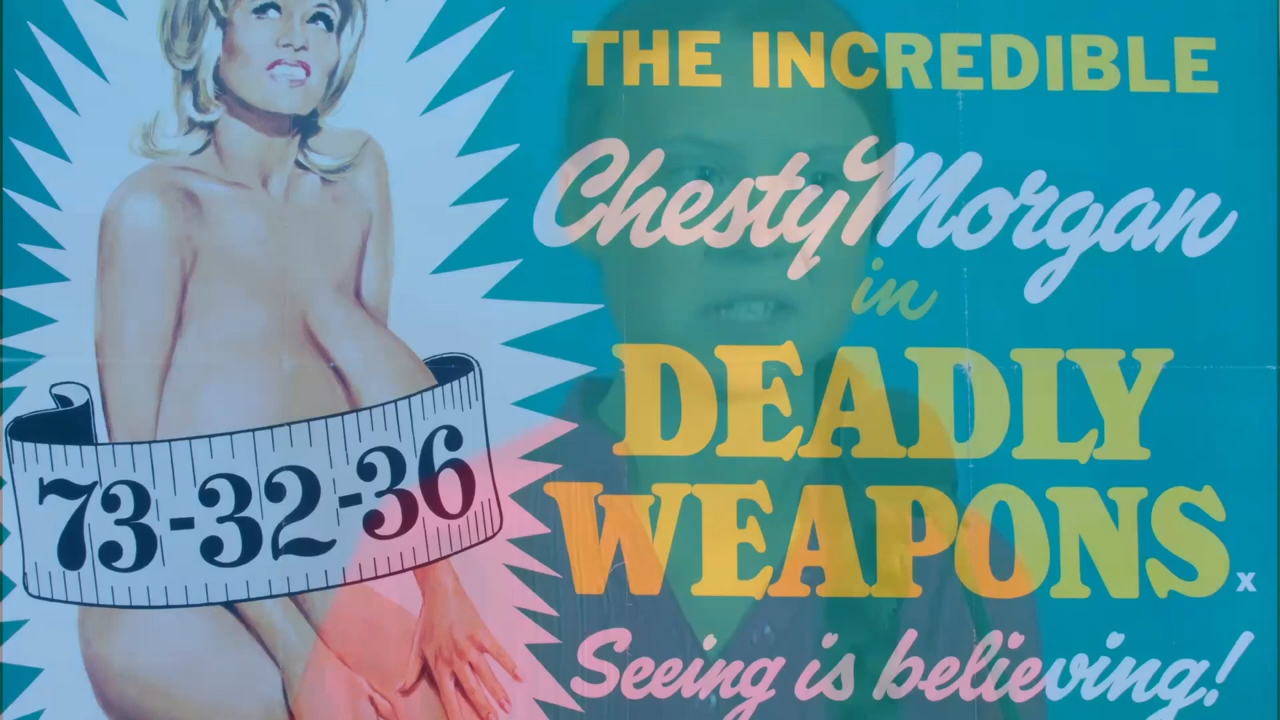 THE INCREDIBLE
Chesty Morgan
in
DEADLY
WEAPONS.
x
Seeing is believing!
73-32-36